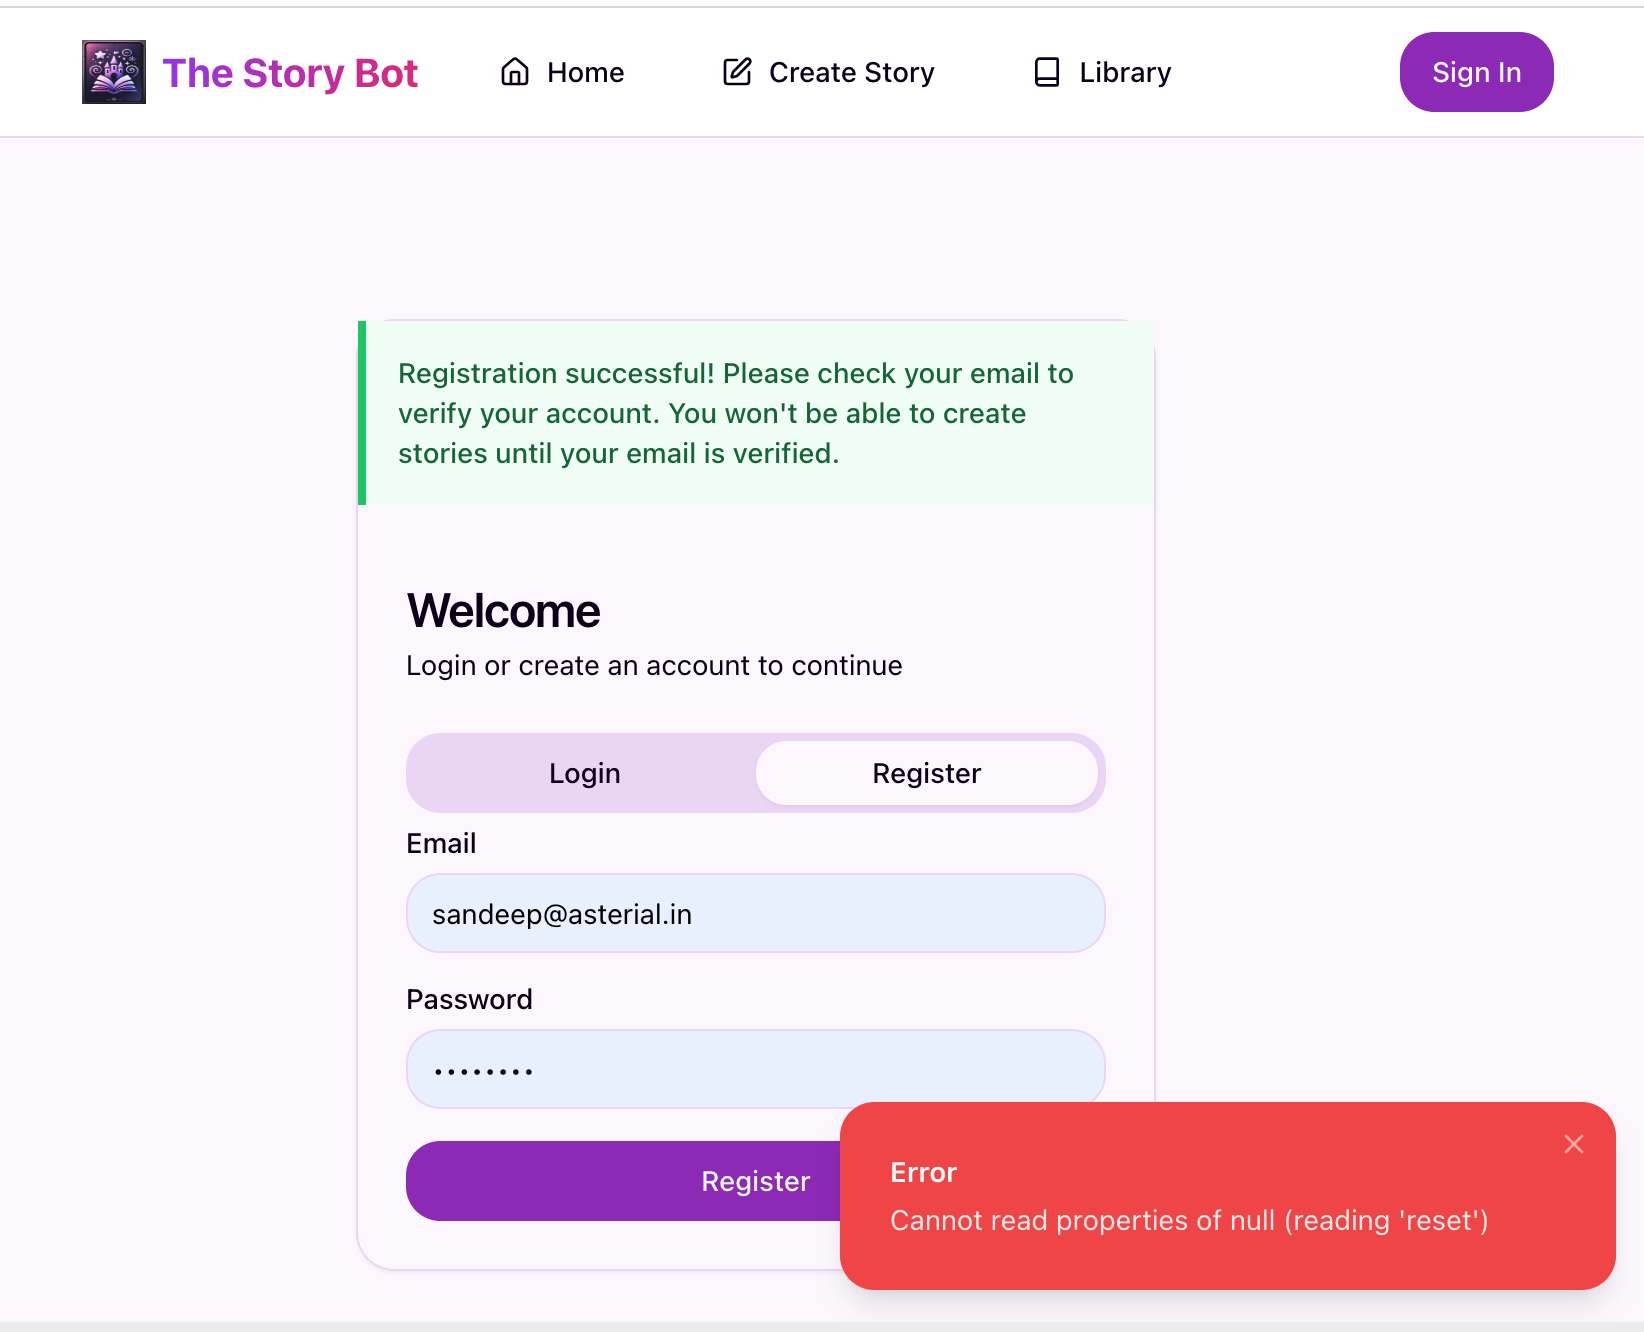 The Story Bot
Home
Create Story
Library
Sign In
Registration successful! Please check your email to
verify your account. You won't be able to create
stories until your email is verified.
Welcome
Login or create an account to continue
Login
Register
Email
sandeep@asterial.in
Password
••••••••
Register
Error
Cannot read properties of null (reading 'reset')